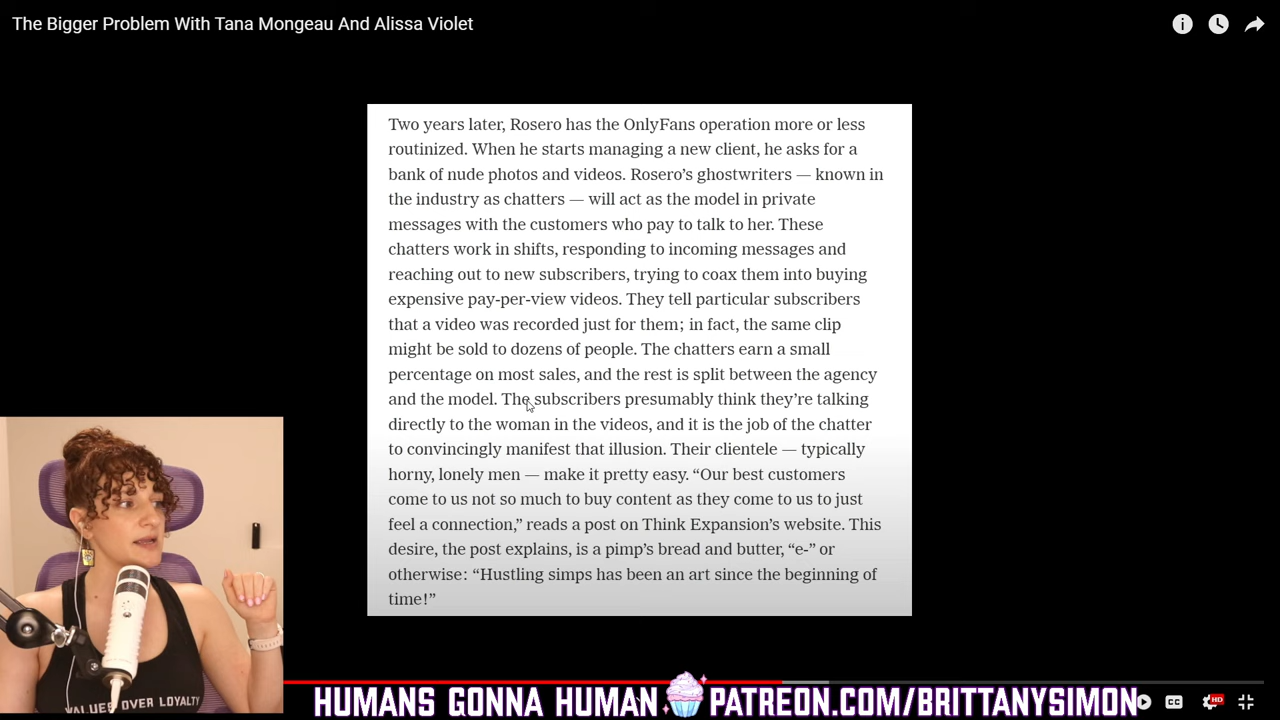 The Bigger Problem With Tana Mongeau And Alissa Violet
Two years later, Rosero has the OnlyFans operation more or less
routinized. When he starts managing a new client, he asks for a
bank of nude photos and videos. Rosero’s ghostwriters — known in
the industry as chatters — will act as the model in private
messages with the customers who pay to talk to her. These
chatters work in shifts, responding to incoming messages and
reaching out to new subscribers, trying to coax them into buying
expensive pay-per-view videos. They tell particular subscribers
that a video was recorded just for them; in fact, the same clip
might be sold to dozens of people. The chatters earn a small
percentage on most sales, and the rest is split between the agency
and the model. The subscribers presumably think they’re talking
directly to the woman in the videos, and it is the job of the chatter
to convincingly manifest that illusion. Their clientele — typically
horny, lonely men — make it pretty easy. “Our best customers
come to us not so much to buy content as they come to us to just
feel a connection,” reads a post on Think Expansion’s website. This
desire, the post explains, is a pimp’s bread and butter, “e-” or
otherwise: “Hustling simps has been an art since the beginning of
time!”
VALUES OVER LOYALTY
HUMANS GONNA HUMAN PATREON.COM/BRITTANYSIMON
CC
HD